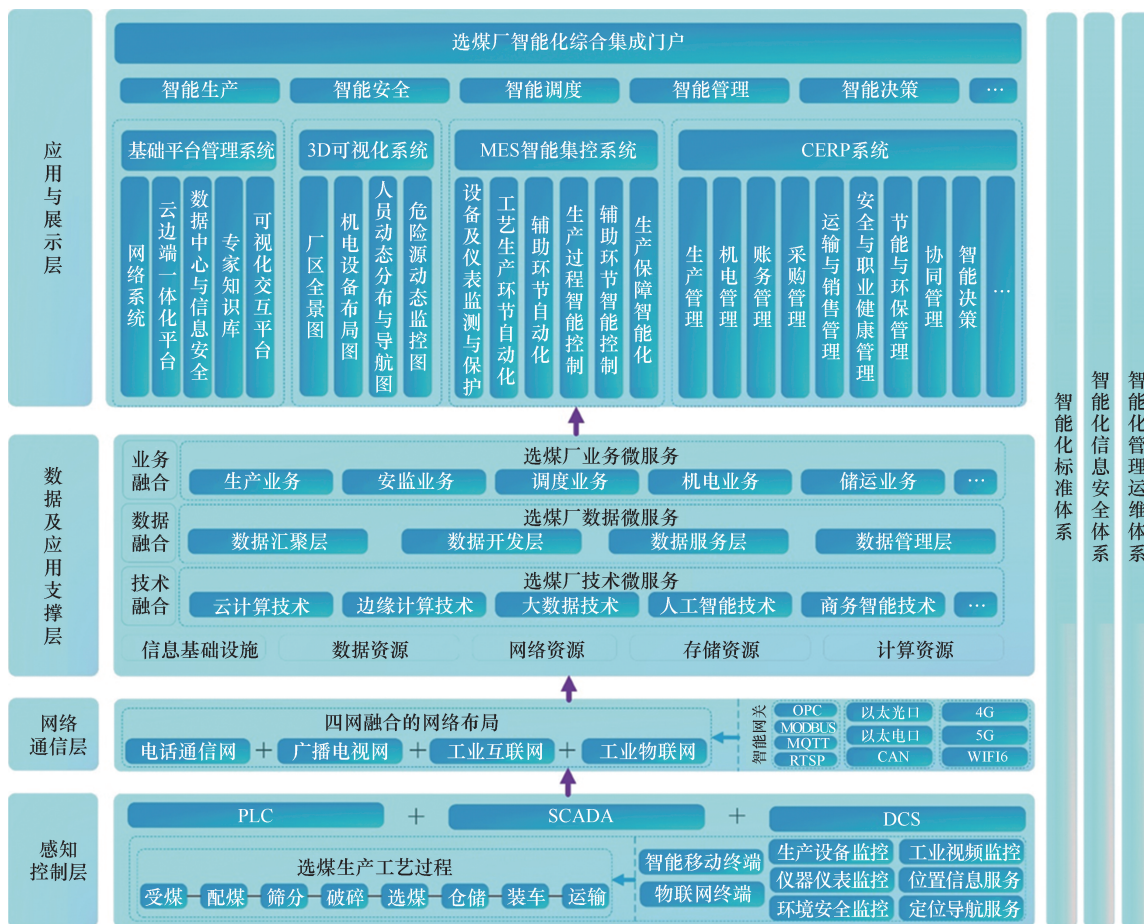 应用与展示层
选煤厂智能化综合集成门户
智能生产
智能安全
智能调度
智能管理
智能决策
…
基础平台管理系统
网络系统
云边端一体化平台
数据中心与信息安全
专家知识库
可视化交互平台
3D可视化系统
厂区全景图
机电设备布局图
人员动态分布与导航图
危险源动态监控图
MES智能集控系统
设备及仪表监测与保护
工艺生产环节自动化
辅助环节自动化
生产过程智能控制
辅助环节智能控制
生产保障智能化
CERP系统
生产管理
机电管理
账务管理
采购管理
运输与销售管理
安全与职业健康管理
节能与环保管理
协同管理
智能决策
…
数据及应用支撑层
业务融合
选煤厂业务微服务
生产业务
安监业务
调度业务
机电业务
储运业务
…
数据融合
选煤厂数据微服务
数据汇聚层
数据开发层
数据服务层
数据管理层
技术融合
选煤厂技术微服务
云计算技术
边缘计算技术
大数据技术
人工智能技术
商务智能技术
…
信息基础设施
数据资源
网络资源
存储资源
计算资源
网络通信层
四网融合的网络布局
电话通信网 + 广播电视网 + 工业互联网 + 工业物联网
智能网关
OPC
MODBUS
MQTT
RTSP
以太光口
以太电口
CAN
4G
5G
WIFI6
感知控制层
PLC + SCADA + DCS
选煤生产工艺过程
受煤
配煤
筛分
破碎
选煤
仓储
装车
运输
智能移动终端
物联网终端
生产设备监控
工业视频监控
仪器仪表监控
位置信息服务
环境安全监控
定位导航服务
智能化标准体系
智能化信息安全体系
智能化管理运维体系